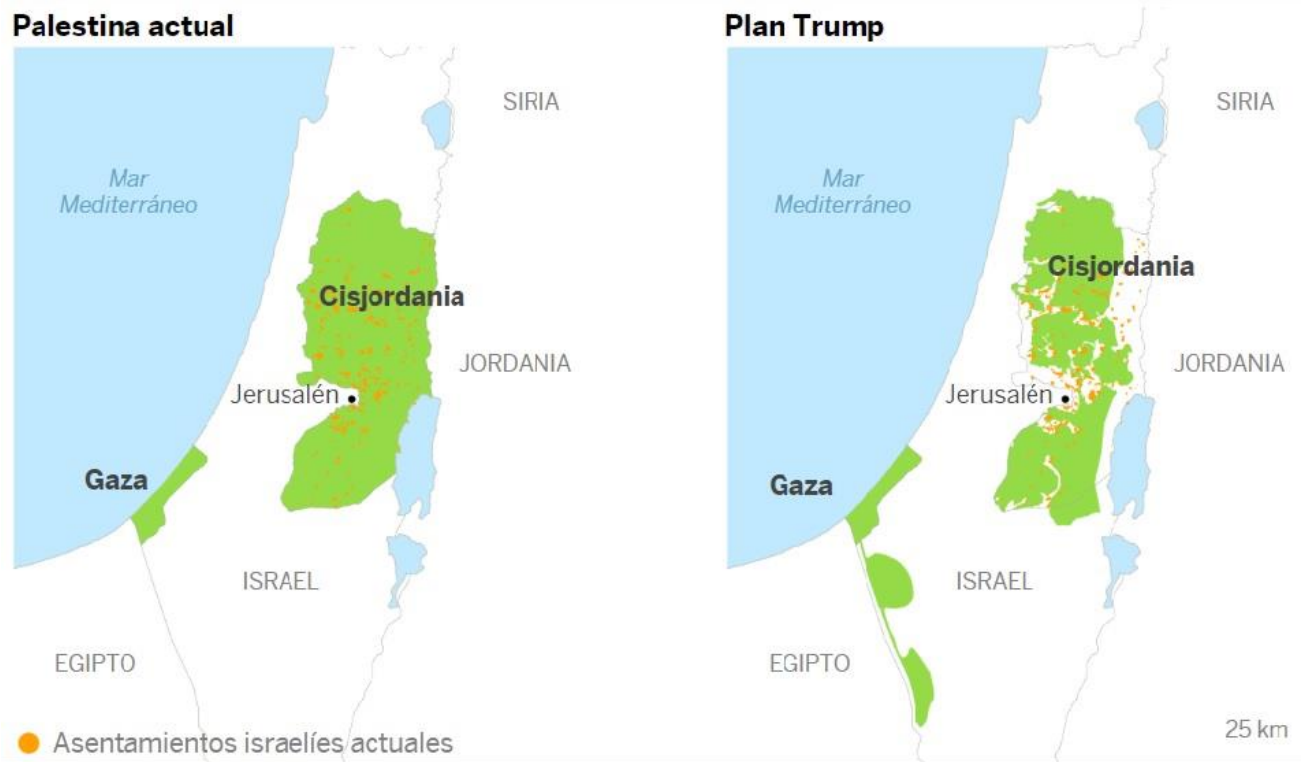 Palestina actual
SIRIA
Mar
Mediterráneo
Cisjordania
JORDANIA
Jerusalén
Gaza
ISRAEL
EGIPTO
Asentamientos israelíes actuales
Plan Trump
SIRIA
Mar
Mediterráneo
Cisjordania
JORDANIA
Jerusalén
Gaza
ISRAEL
EGIPTO
25 km